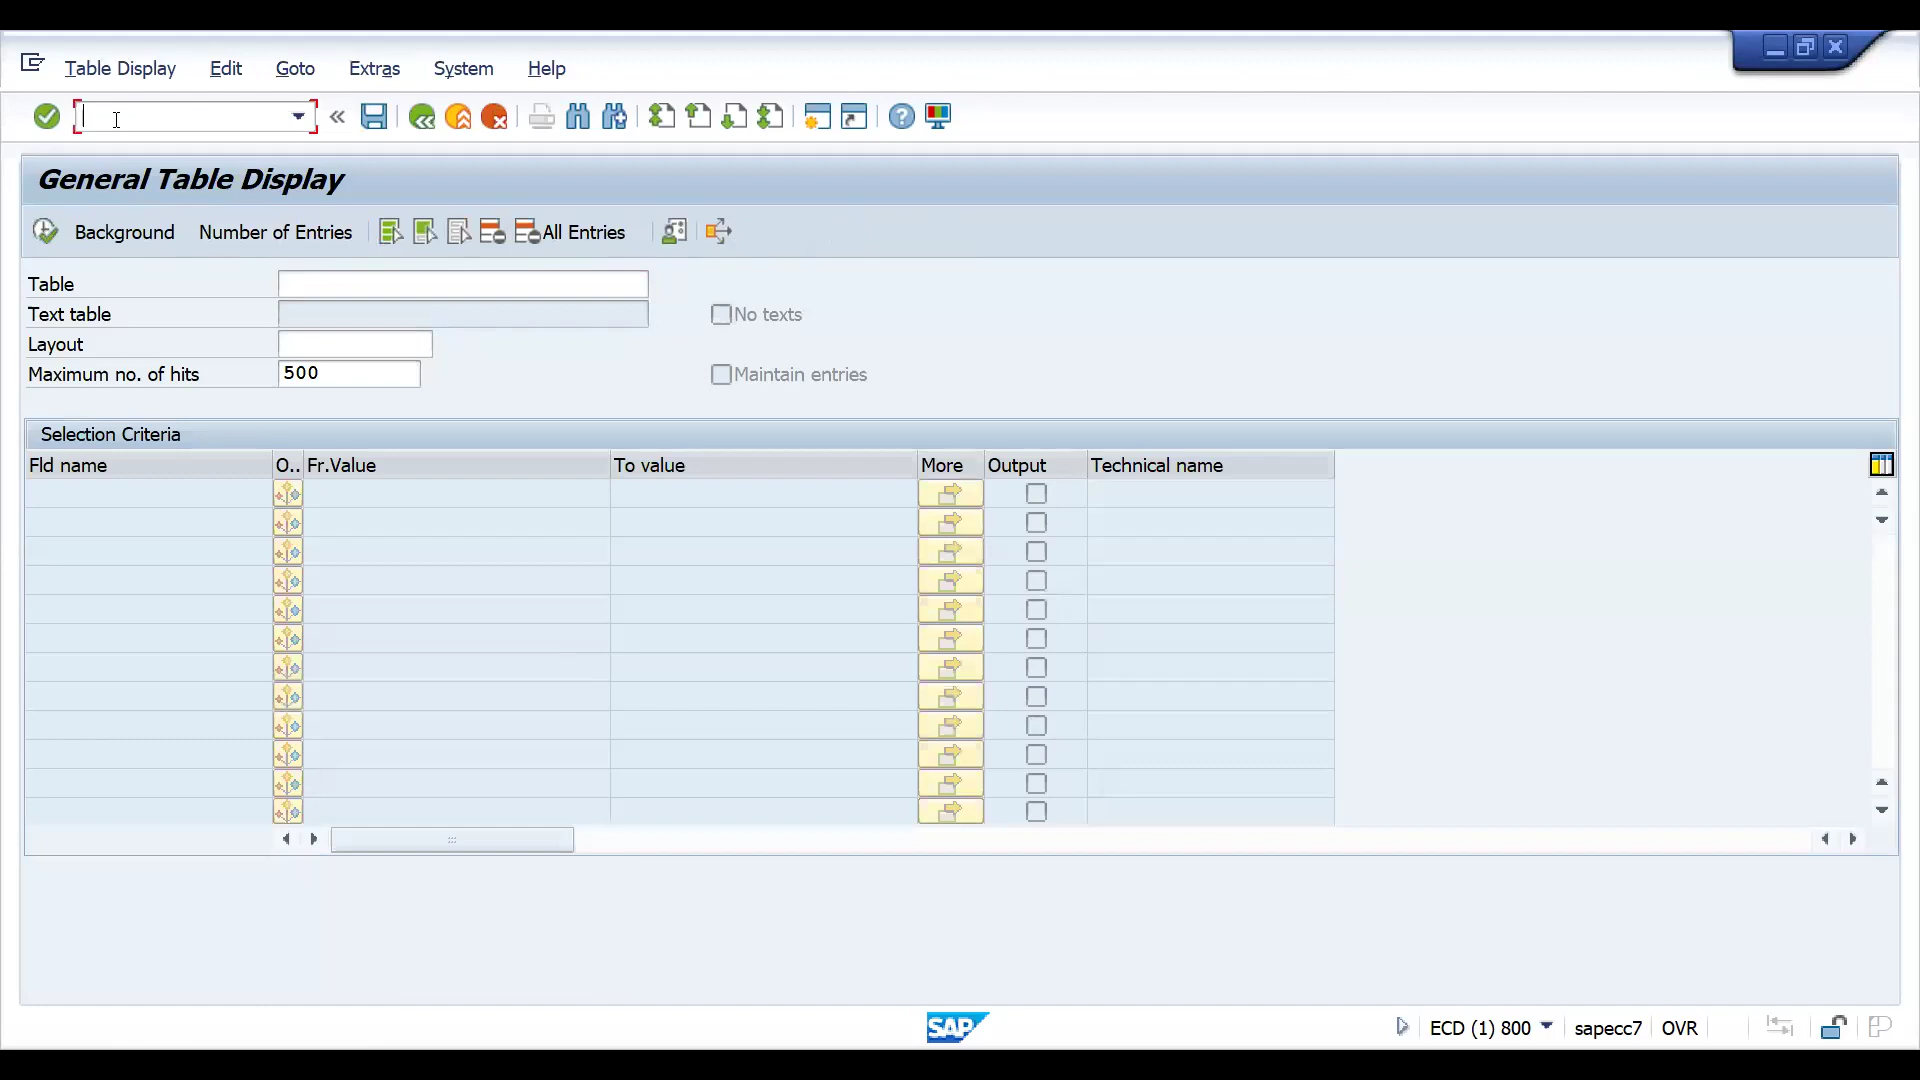 Table Display Edit Goto Extras System Help
General Table Display
Background Number of Entries All Entries
Table
Text table No texts
Layout
Maximum no. of hits 500 Maintain entries
Selection Criteria
Fld name O.. Fr.Value To value More Output Technical name
SAP ECD (1) 800 sapecc7 OVR